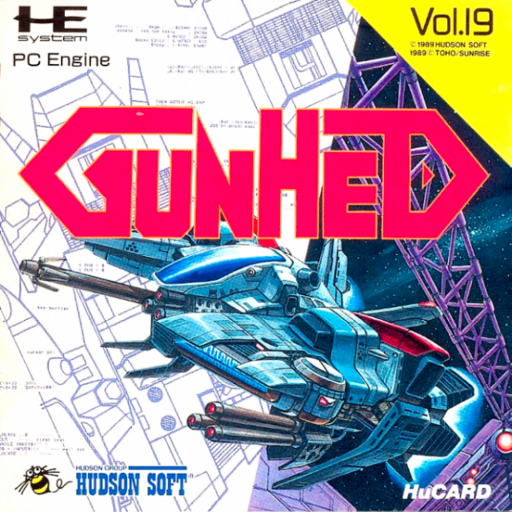 HE
system
PC Engine
Vol.19
© 1989 HUDSON SOFT
1989 © TOHO/SUNRISE
GUNHED
HUDSON GROUP
HUDSON SOFT
HuCARD